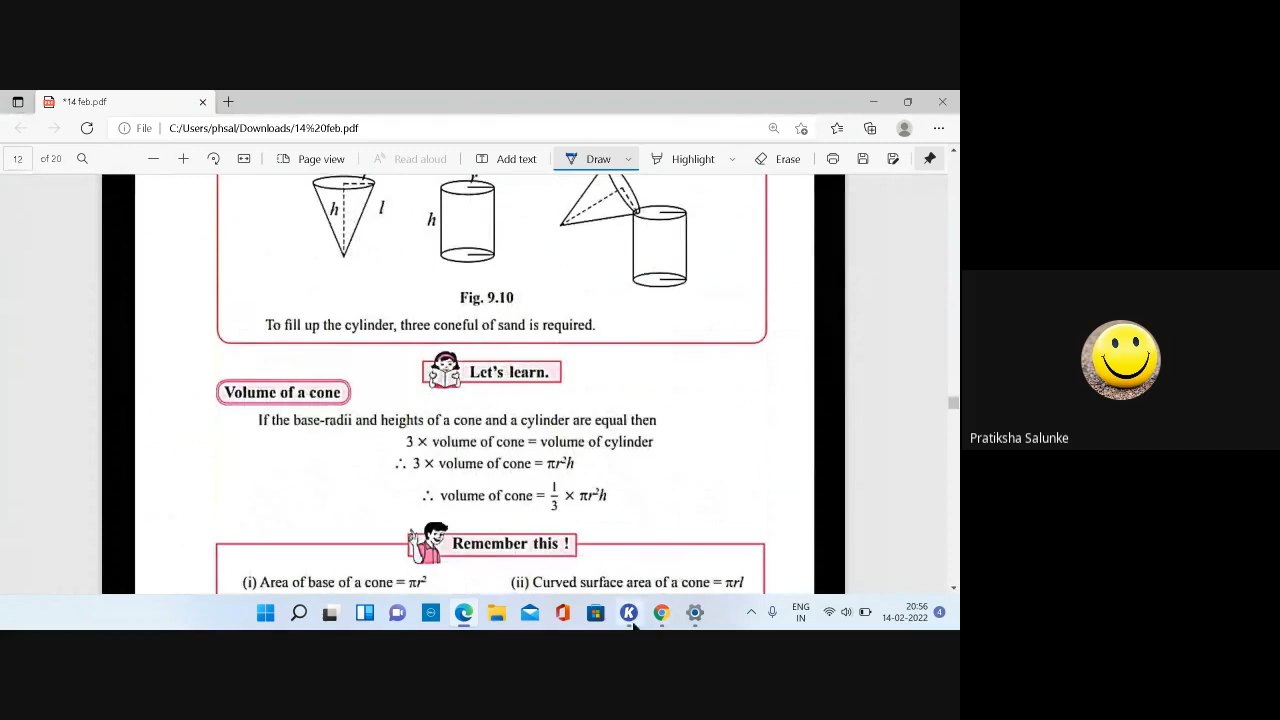 *14 feb.pdf
File C:/Users/phsal/Downloads/14%20feb.pdf
12 of 20 Page view Read aloud Add text Draw Highlight Erase
r
h l h
Fig. 9.10
To fill up the cylinder, three coneful of sand is required.
Let's learn.
Volume of a cone
If the base-radii and heights of a cone and a cylinder are equal then
3 × volume of cone = volume of cylinder
∴ 3 × volume of cone = πr²h
∴ volume of cone = 1/3 × πr²h
Remember this !
(i) Area of base of a cone = πr² (ii) Curved surface area of a cone = πrl
ENG
IN
20:56
14-02-2022
4
Pratiksha Salunke